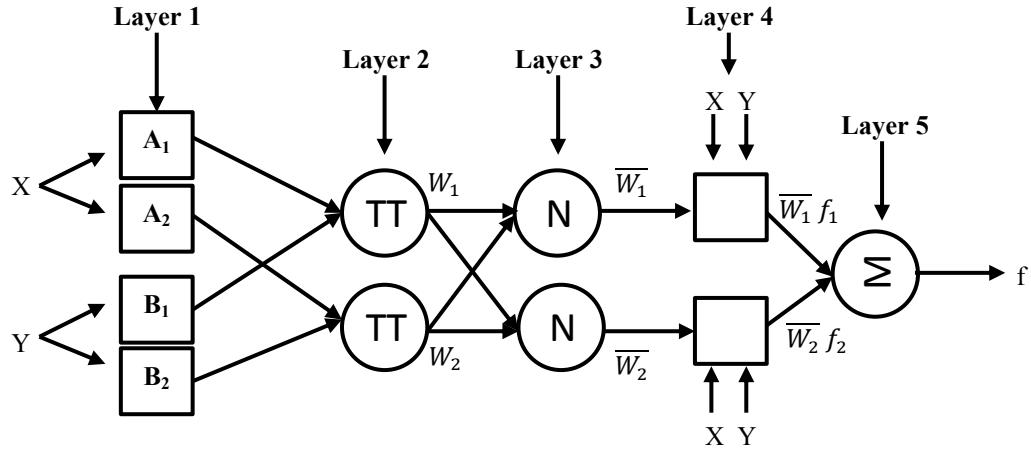 Layer 1
Layer 2
Layer 3
Layer 4
Layer 5
X
A₁
A₂
Y
B₁
B₂
TT
TT
W₁
W₂
N
N
W̅₁
W̅₂
X Y
X Y
W̅₁ f₁
W̅₂ f₂
Σ
f